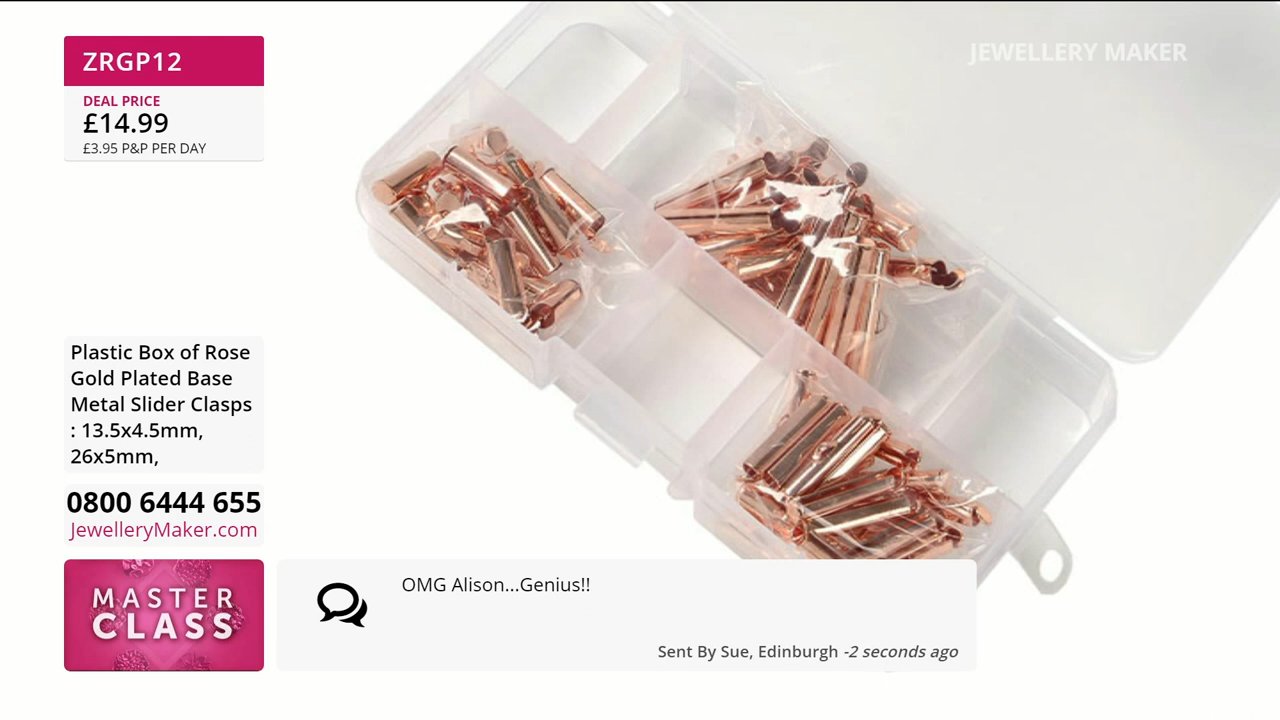 JEWELLERY MAKER
ZRGP12
DEAL PRICE
£14.99
£3.95 P&P PER DAY
Plastic Box of Rose
Gold Plated Base
Metal Slider Clasps
: 13.5x4.5mm,
26x5mm,
0800 6444 655
JewelleryMaker.com
MASTER
CLASS
OMG Alison...Genius!!
Sent By Sue, Edinburgh -2 seconds ago